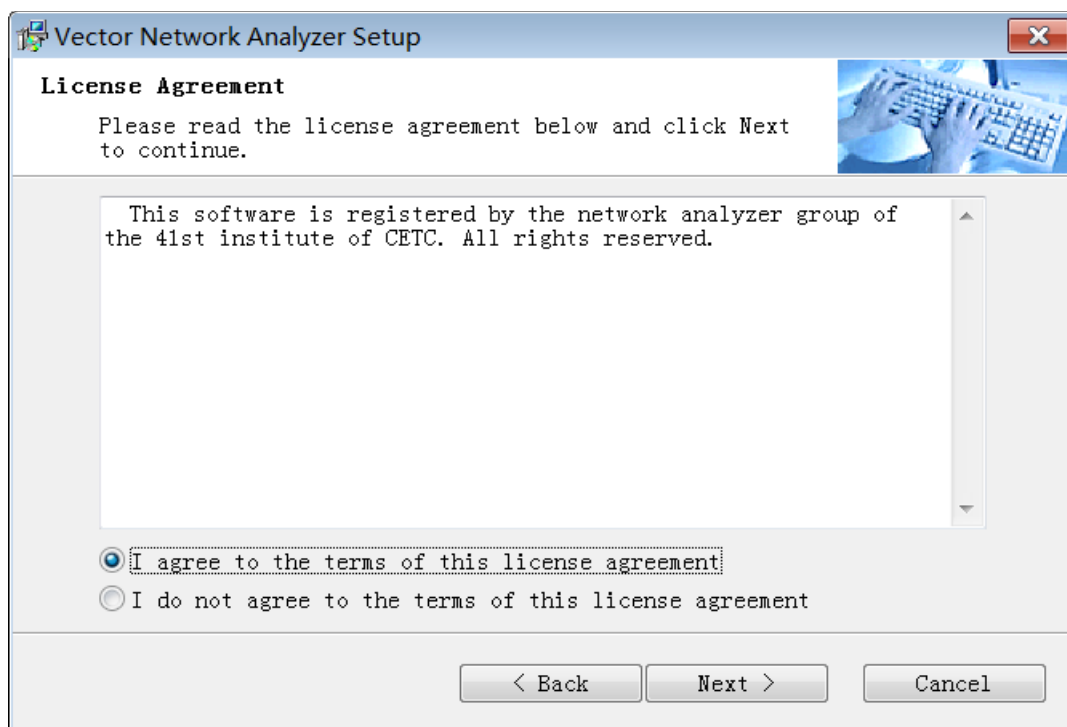 Vector Network Analyzer Setup
License Agreement
Please read the license agreement below and click Next
to continue.
This software is registered by the network analyzer group of
the 41st institute of CETC. All rights reserved.
I agree to the terms of this license agreement
I do not agree to the terms of this license agreement
< Back
Next >
Cancel